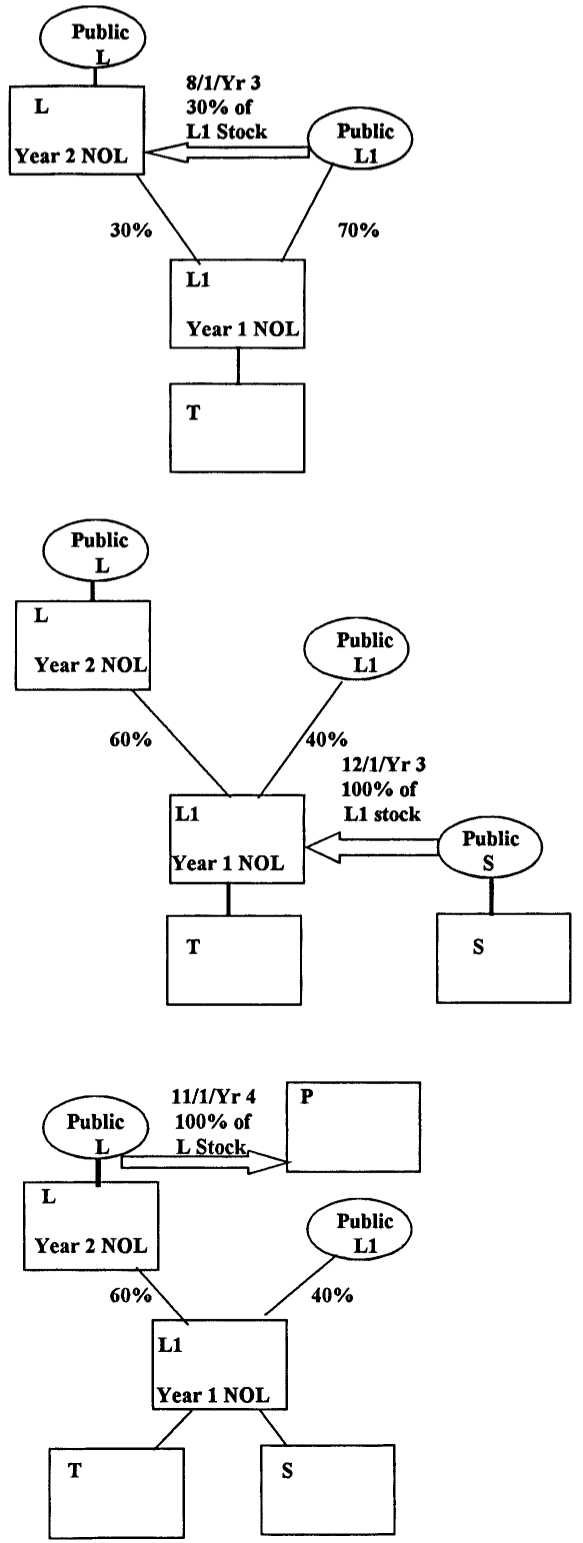 Public
L
L
Year 2 NOL
8/1/Yr 3
30% of
L1 Stock
Public
L1
30%
70%
L1
Year 1 NOL
T
Public
L
L
Year 2 NOL
Public
L1
60%
40%
12/1/Yr 3
100% of
L1 stock
L1
Year 1 NOL
Public
S
T
S
Public
L
11/1/Yr 4
100% of
L Stock
P
L
Year 2 NOL
Public
L1
60%
40%
L1
Year 1 NOL
T
S